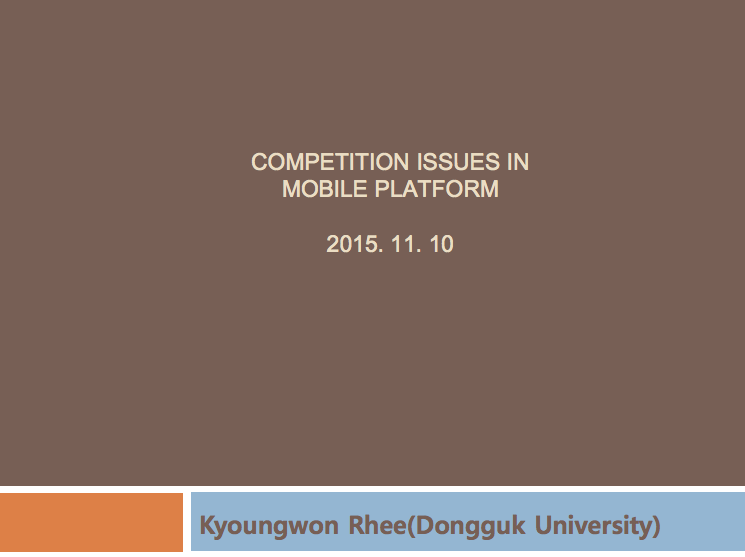 COMPETITION ISSUES IN
MOBILE PLATFORM
2015. 11. 10
Kyoungwon Rhee(Dongguk University)